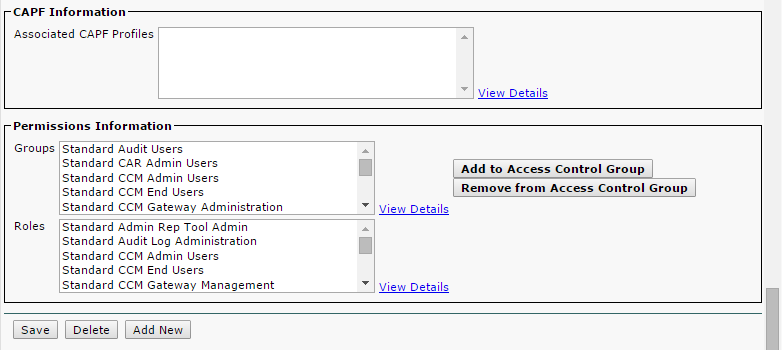 CAPF Information
Associated CAPF Profiles
View Details
Permissions Information
Groups
Standard Audit Users
Standard CAR Admin Users
Standard CCM Admin Users
Standard CCM End Users
Standard CCM Gateway Administration
View Details
Add to Access Control Group
Remove from Access Control Group
Roles
Standard Admin Rep Tool Admin
Standard Audit Log Administration
Standard CCM Admin Users
Standard CCM End Users
Standard CCM Gateway Management
View Details
Save Delete Add New